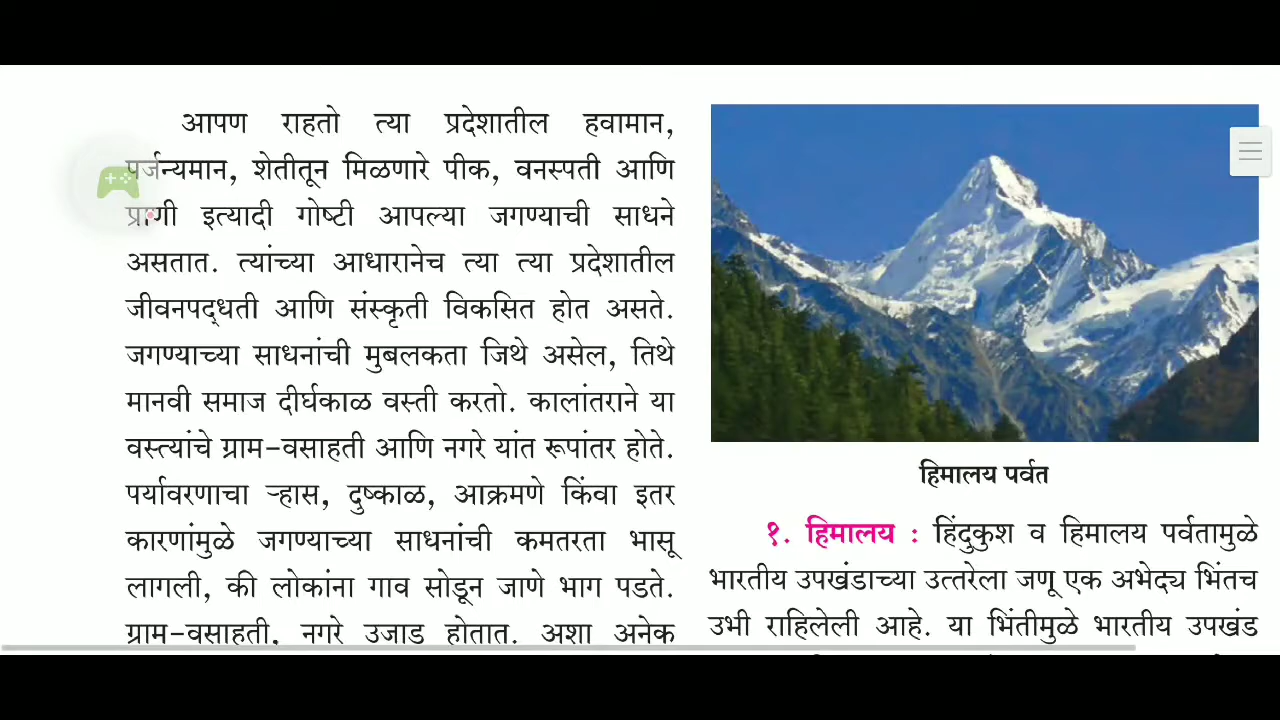 आपण राहतो त्या प्रदेशातील हवामान,
पर्जन्यमान, शेतीतून मिळणारे पीक, वनस्पती आणि
प्राणी इत्यादी गोष्टी आपल्या जगण्याची साधने
असतात. त्यांच्या आधारानेच त्या त्या प्रदेशातील
जीवनपद्धती आणि संस्कृती विकसित होत असते.
जगण्याच्या साधनांची मुबलकता जिथे असेल, तिथे
मानवी समाज दीर्घकाळ वस्ती करतो. कालांतराने या
वस्त्यांचे ग्राम-वसाहती आणि नगरे यांत रूपांतर होते.
पर्यावरणाचा ऱ्हास, दुष्काळ, आक्रमणे किंवा इतर
कारणांमुळे जगण्याच्या साधनांची कमतरता भासू
लागली, की लोकांना गाव सोडून जाणे भाग पडते.
ग्राम-वसाहती, नगरे उजाड होतात. अशा अनेक
हिमालय पर्वत
१. हिमालय : हिंदुकुश व हिमालय पर्वतामुळे
भारतीय उपखंडाच्या उत्तरेला जणू एक अभेद्य भिंतच
उभी राहिलेली आहे. या भिंतीमुळे भारतीय उपखंड